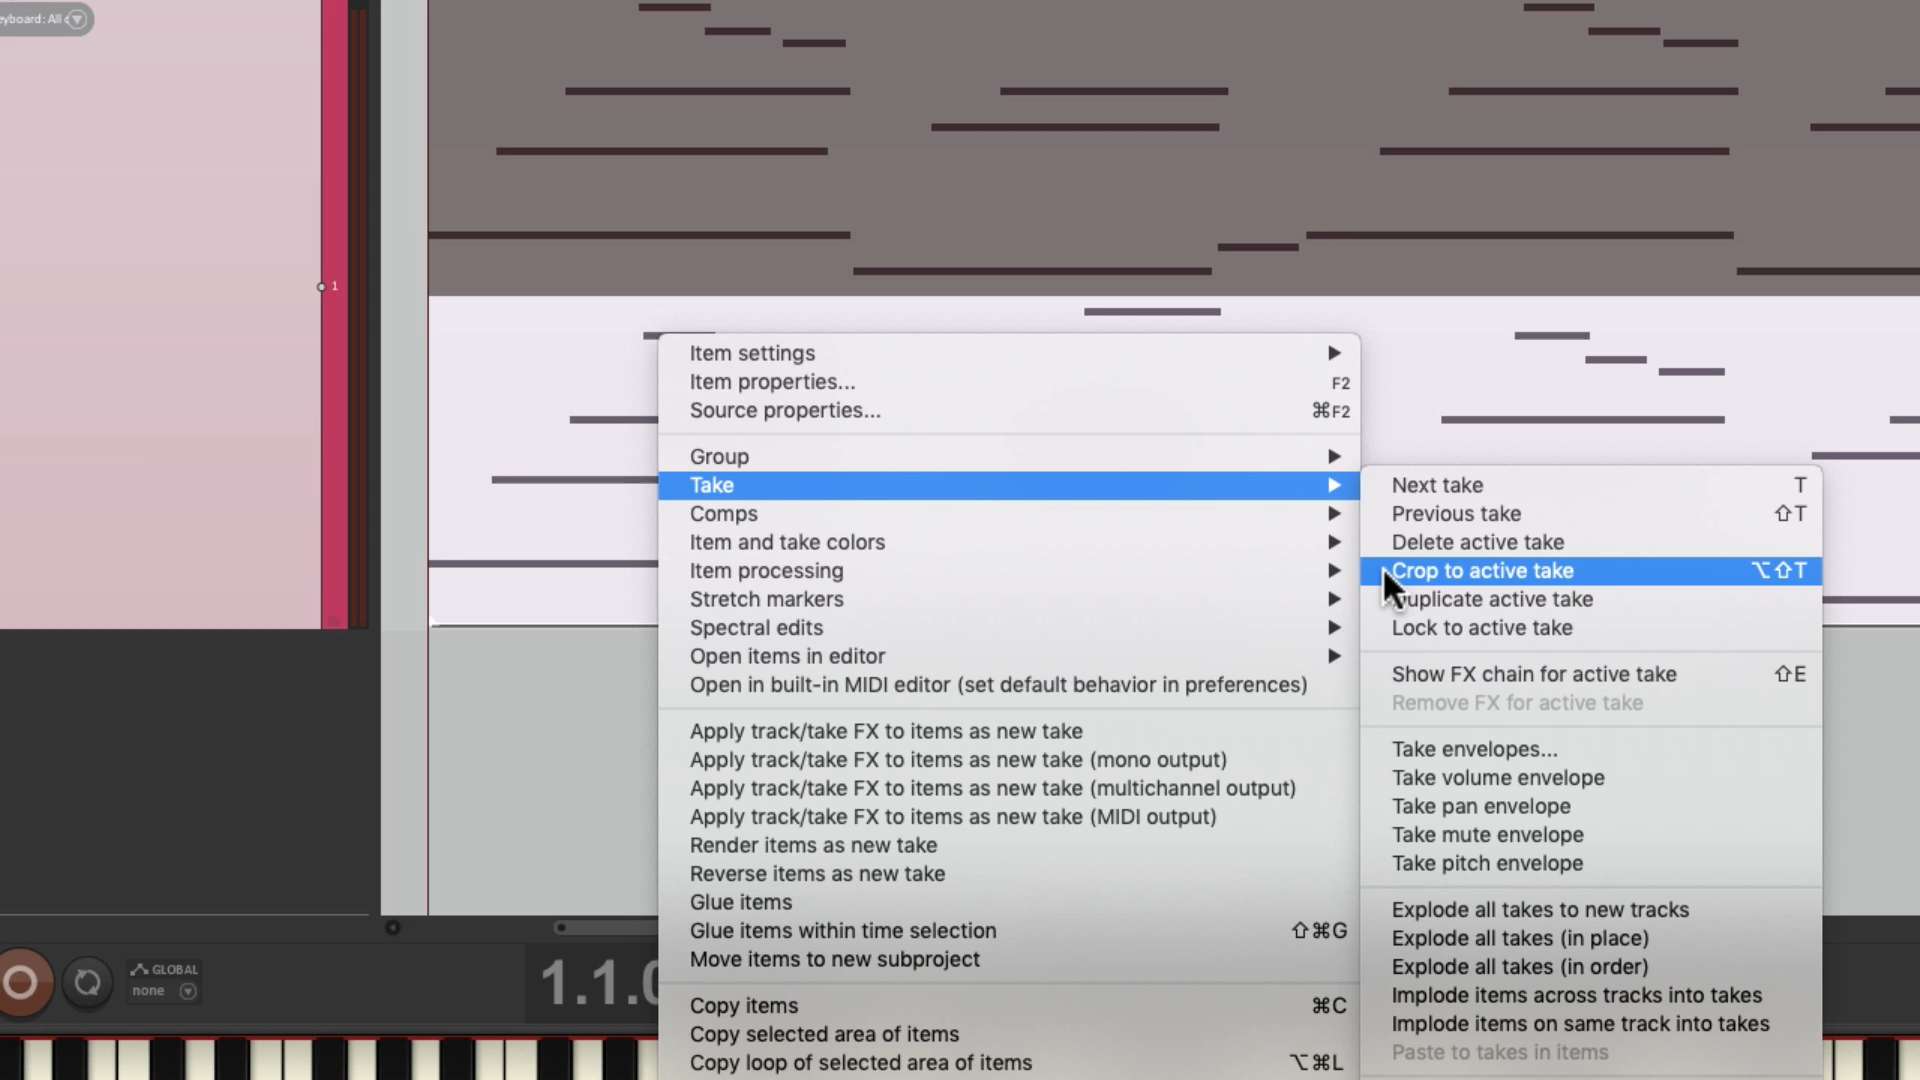 eyboard: All c
1
Item settings
Item properties... F2
Source properties... ⌘F2
Group
Take
Comps
Item and take colors
Item processing
Stretch markers
Spectral edits
Open items in editor
Open in built-in MIDI editor (set default behavior in preferences)
Apply track/take FX to items as new take
Apply track/take FX to items as new take (mono output)
Apply track/take FX to items as new take (multichannel output)
Apply track/take FX to items as new take (MIDI output)
Render items as new take
Reverse items as new take
Glue items
Glue items within time selection ⇧⌘G
Move items to new subproject
Copy items ⌘C
Copy selected area of items
Copy loop of selected area of items ⌥⌘L
Next take T
Previous take ⇧T
Delete active take
Crop to active take ⌥⇧T
uplicate active take
Lock to active take
Show FX chain for active take ⇧E
Remove FX for active take
Take envelopes...
Take volume envelope
Take pan envelope
Take mute envelope
Take pitch envelope
Explode all takes to new tracks
Explode all takes (in place)
Explode all takes (in order)
Implode items across tracks into takes
Implode items on same track into takes
Paste to takes in items
GLOBAL
none
1.1.0